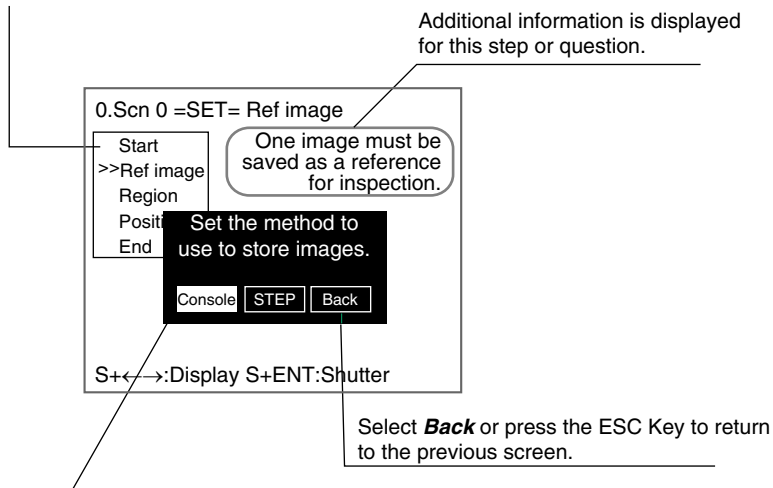 Additional information is displayed
for this step or question.
0.Scn 0 =SET= Ref image
One image must be
saved as a reference
for inspection.
Start
>>Ref image
Region
Positi
End
Set the method to
use to store images.
Console STEP Back
S+←→:Display S+ENT:Shutter
Select Back or press the ESC Key to return
to the previous screen.